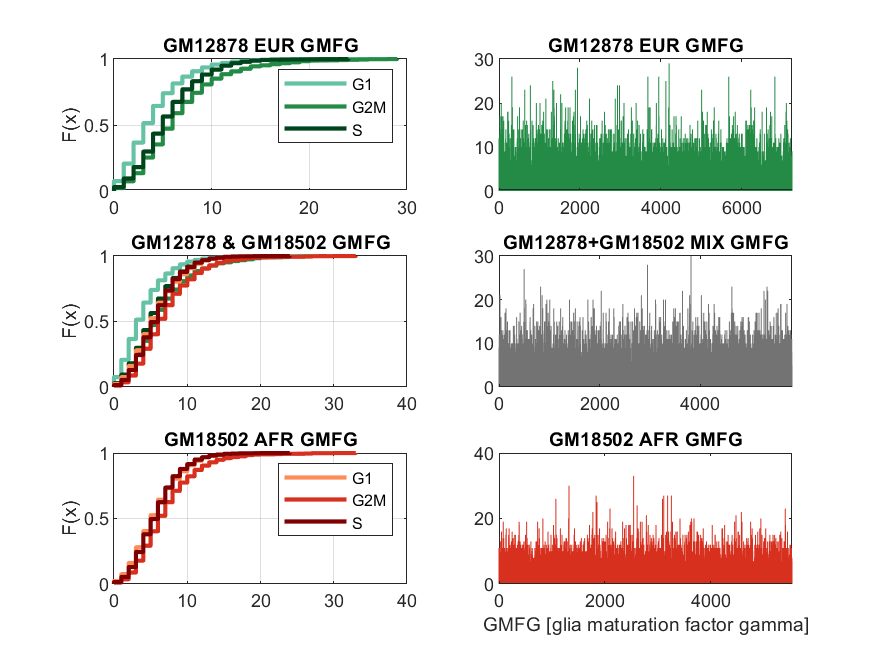 GM12878 EUR GMFG
F(x)
1
0.5
0
0 10 20 30
G1
G2M
S
GM12878 EUR GMFG
30
20
10
0
0 2000 4000 6000
GM12878 & GM18502 GMFG
F(x)
1
0.5
0
0 10 20 30 40
GM12878+GM18502 MIX GMFG
30
20
10
0
0 2000 4000
GM18502 AFR GMFG
F(x)
1
0.5
0
0 10 20 30 40
G1
G2M
S
GM18502 AFR GMFG
40
20
0
0 2000 4000
GMFG [glia maturation factor gamma]